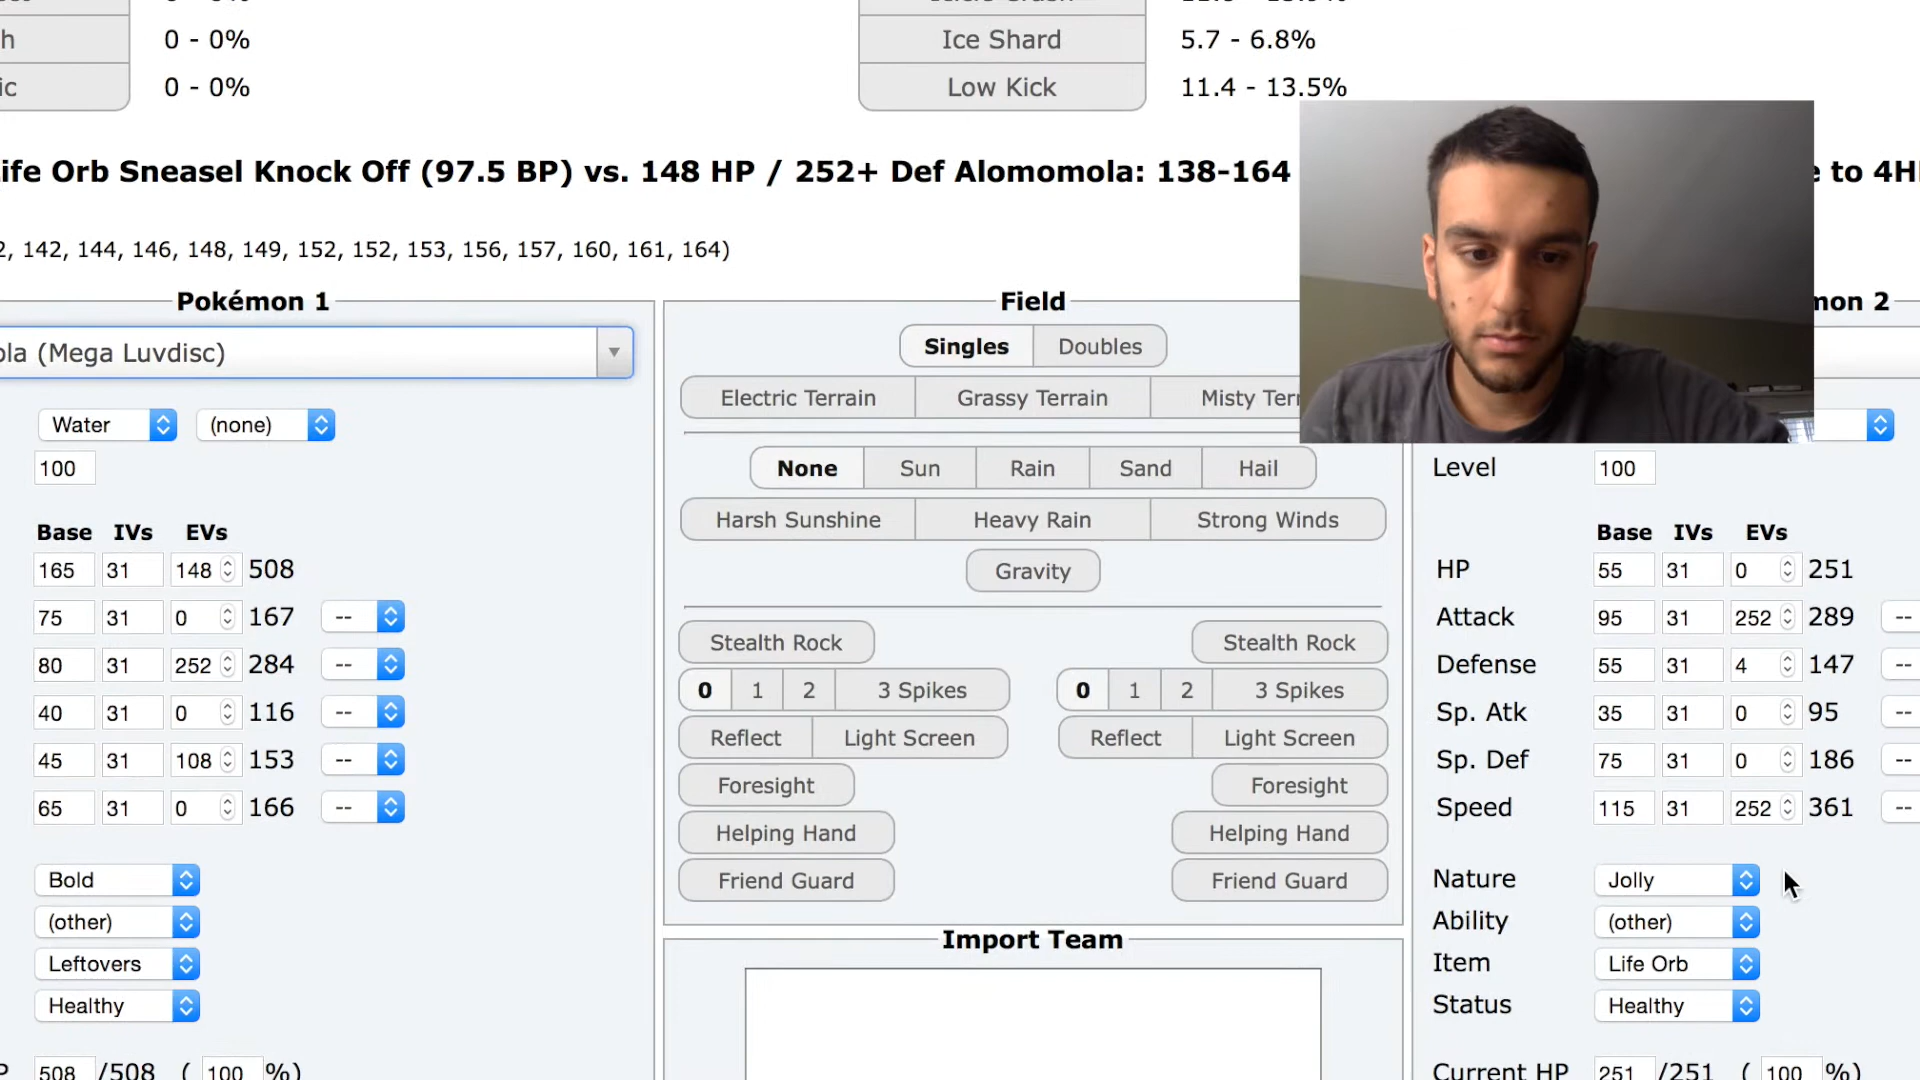 0 - 0%
Ice Shard 5.7 - 6.8%
0 - 0%
Low Kick 11.4 - 13.5%
ife Orb Sneasel Knock Off (97.5 BP) vs. 148 HP / 252+ Def Alomomola: 138-164 to 4H
2, 142, 144, 146, 148, 149, 152, 152, 153, 156, 157, 160, 161, 164)
Pokémon 1
Field
mon 2
ola (Mega Luvdisc)
Singles Doubles
Electric Terrain Grassy Terrain Misty Terr
Water (none)
100
None Sun Rain Sand Hail
Level 100
Harsh Sunshine Heavy Rain Strong Winds
Gravity
Base IVs EVs
165 31 148 508
75 31 0 167 --
80 31 252 284 --
40 31 0 116 --
45 31 108 153 --
65 31 0 166 --
Stealth Rock Stealth Rock
0 1 2 3 Spikes 0 1 2 3 Spikes
Reflect Light Screen Reflect Light Screen
Foresight Foresight
Helping Hand Helping Hand
Friend Guard Friend Guard
Base IVs EVs
HP 55 31 0 251
Attack 95 31 252 289 --
Defense 55 31 4 147 --
Sp. Atk 35 31 0 95 --
Sp. Def 75 31 0 186 --
Speed 115 31 252 361 --
Bold
(other)
Leftovers
Healthy
Nature Jolly
Ability (other)
Item Life Orb
Status Healthy
Import Team
P 508 /508 ( 100 %)
Current HP 251 /251 ( 100 %)